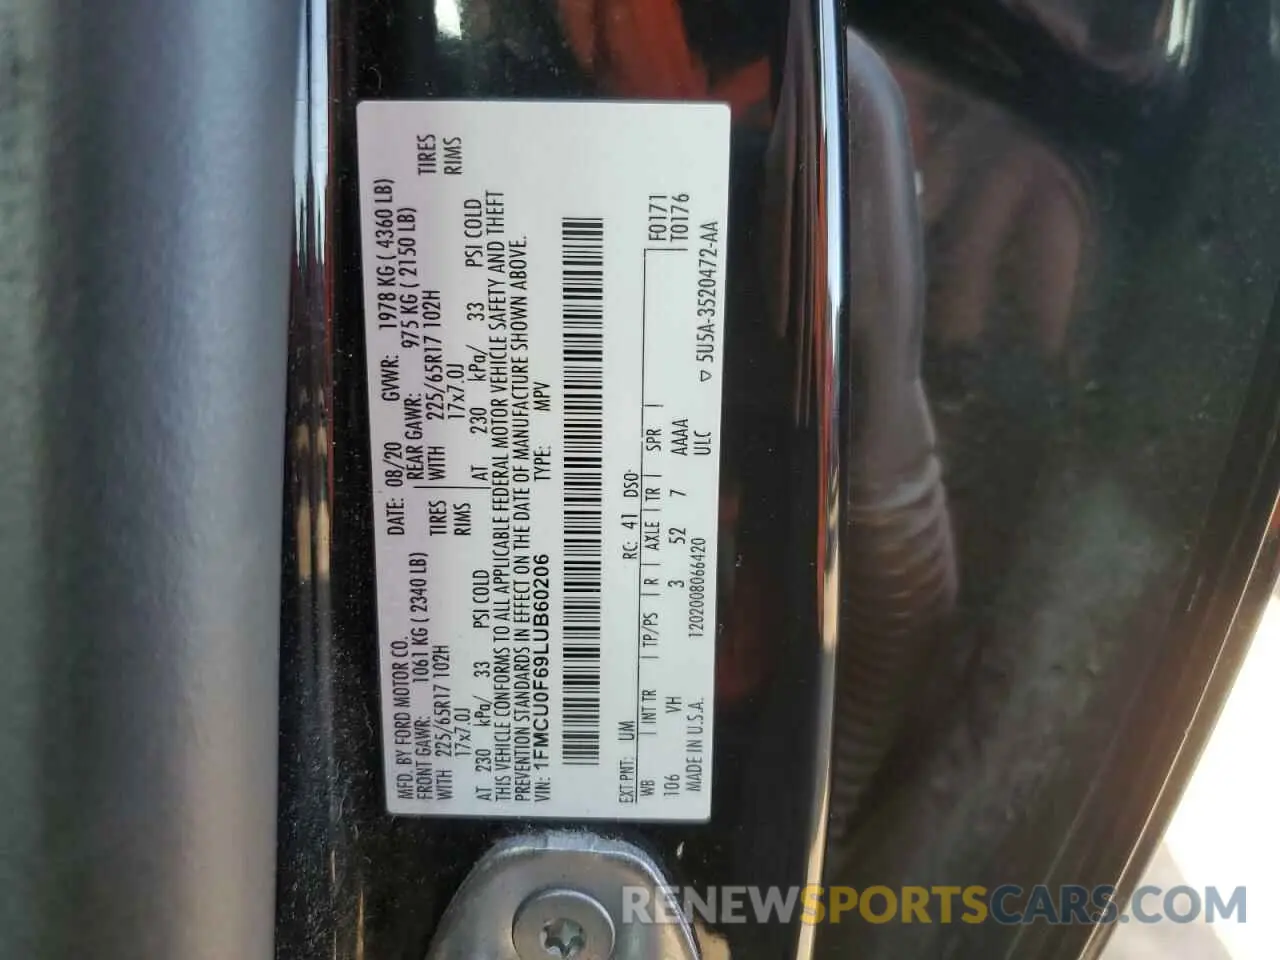 MFD. BY FORD MOTOR CO. DATE: 08/20 GVWR: 1978 KG ( 4360 LB)
FRONT GAWR: 1061 KG ( 2340 LB) REAR GAWR: 975 KG ( 2150 LB)
WITH 225/65R17 102H TIRES WITH 225/65R17 102H TIRES
17x7.0J RIMS 17x7.0J RIMS
AT 230 kPa/ 33 PSI COLD AT 230 kPa/ 33 PSI COLD
THIS VEHICLE CONFORMS TO ALL APPLICABLE FEDERAL MOTOR VEHICLE SAFETY AND THEFT
PREVENTION STANDARDS IN EFFECT ON THE DATE OF MANUFACTURE SHOWN ABOVE.
VIN: 1FMCU0F69LUB60206 TYPE: MPV
EXT PNT: UM RC: 41 DSO:
WB INT TR TP/PS R AXLE TR SPR F0171
106 VH 3 52 7 AAAA T0176
MADE IN U.S.A. 1202008066420 ULC
▽ 5U5A-3520472-AA
RENEWSPORTSCARS.COM